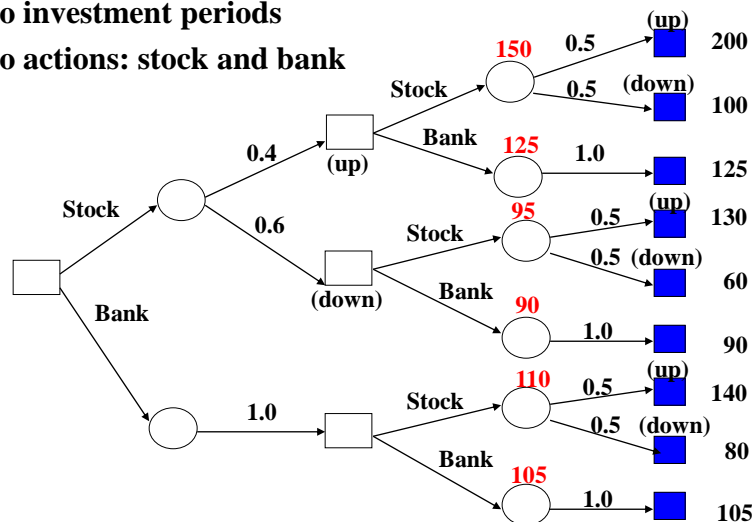 o investment periods
o actions: stock and bank
(up)
150 0.5 200
Stock 0.5 (down)
100
Bank 125 1.0
0.4 125
(up)
(up)
Stock 95 0.5 130
0.6 Stock
0.5 (down)
60
(down)
Bank 90
Bank 1.0 90
(up)
110 0.5 140
Stock
1.0 0.5 (down)
80
Bank 105
1.0 105